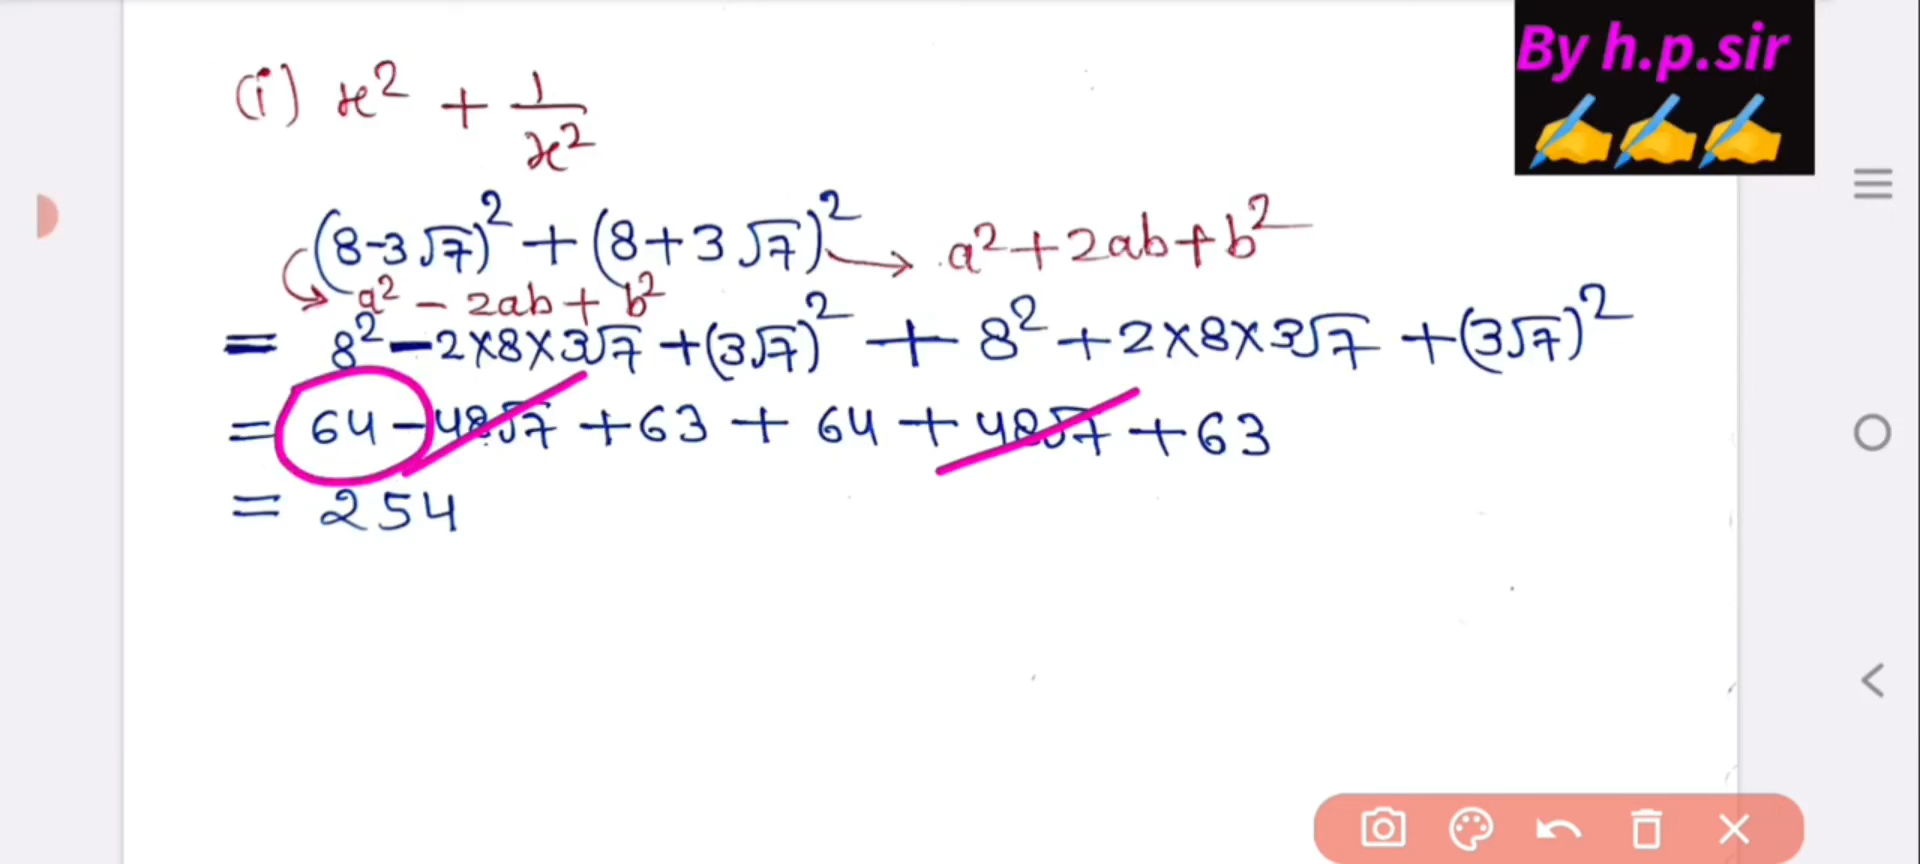 By h.p.sir
(i) x² + 1/x²
(8-3√7)² + (8+3√7)² → a²+2ab+b²
a² - 2ab + b²
= 8² - 2×8×3√7 + (3√7)² + 8² + 2×8×3√7 + (3√7)²
= 64 - 48√7 + 63 + 64 + 48√7 + 63
= 254